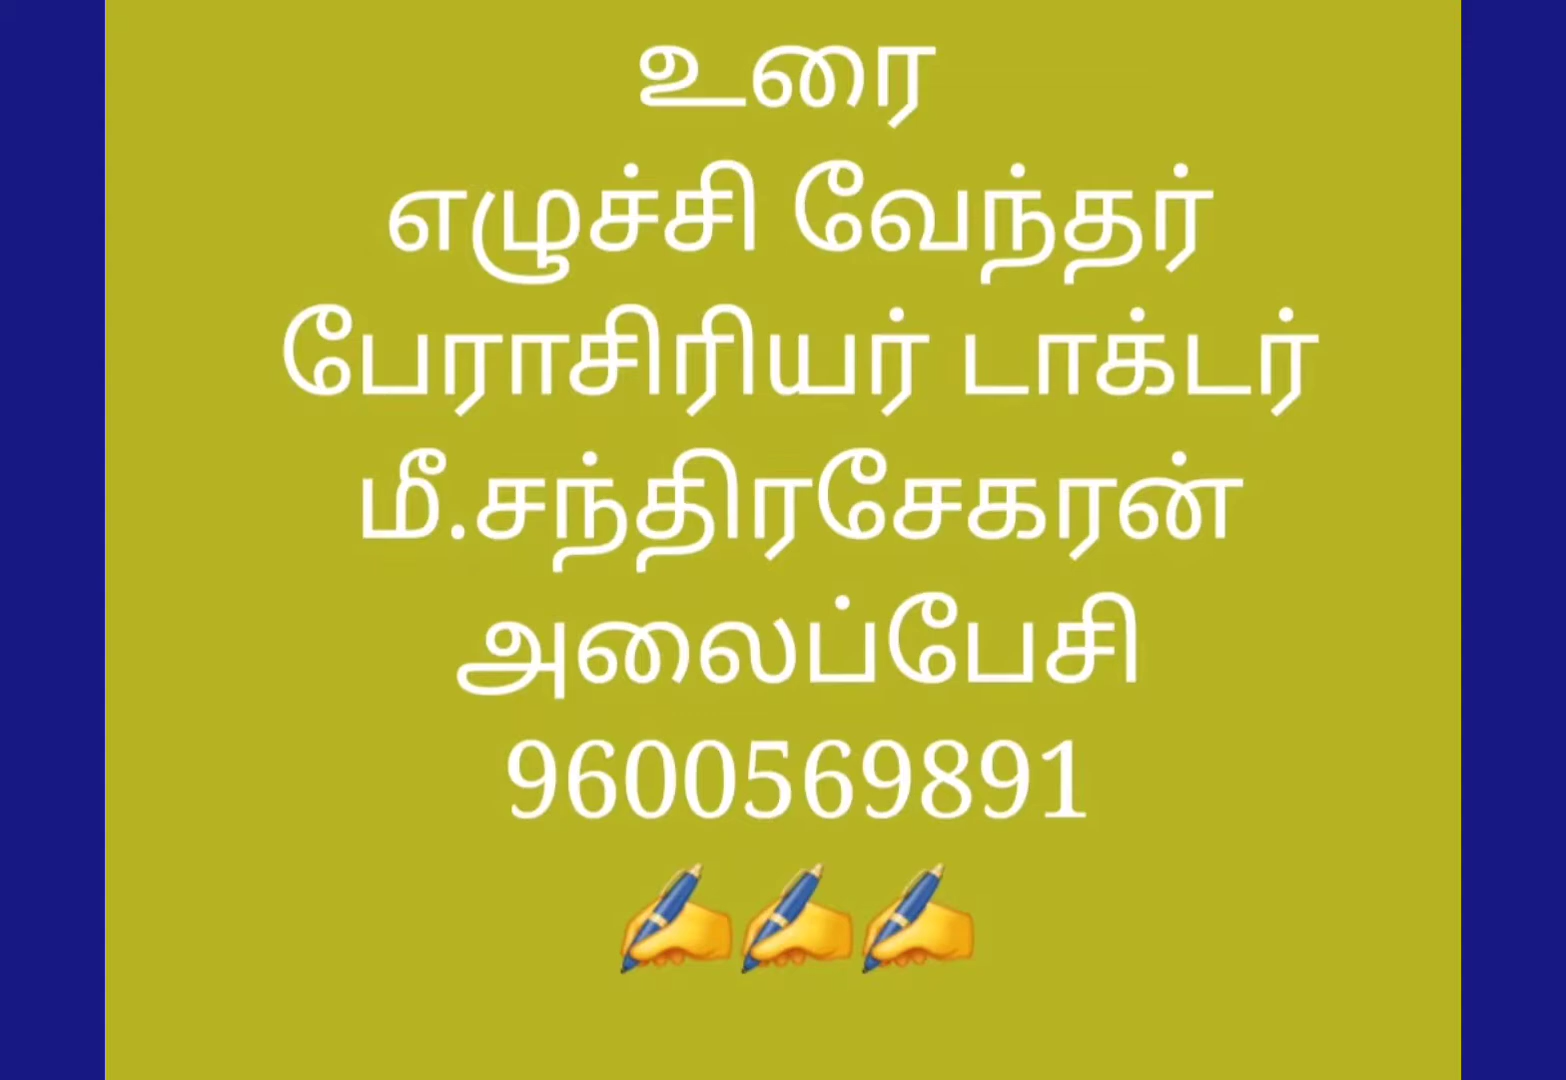 உரை
எழுச்சி வேந்தர்
பேராசிரியர் டாக்டர்
மீ.சந்திரசேகரன்
அலைப்பேசி
9600569891
✍✍✍